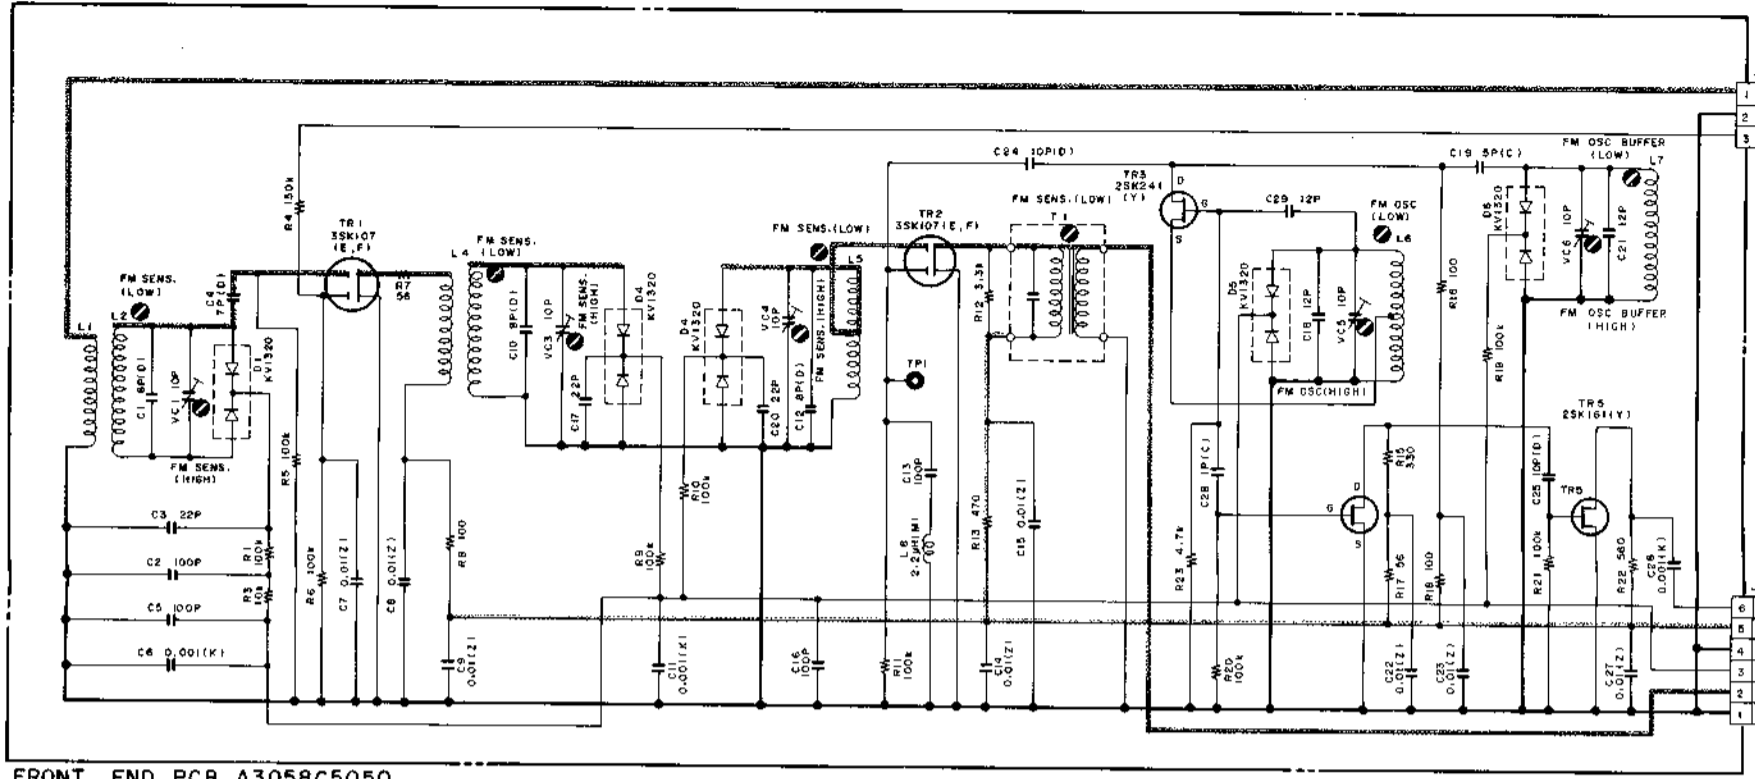 FM SENS.
(LOW)
L1
L2
C4
7P(D)
C1 8P(D)
VC1 10P
D1
KV1320
FM SENS.
(HIGH)
C3 22P
C2 100P
C5 100P
C6 0.001(K)
R1
100k
R3
R4 150k
TR1
3SK107
(E,F)
R7
56
R5 100k
R6 100k
C7 0.01(Z)
C8 0.01(Z)
R8 100
C9
0.01(Z)
FM SENS.
L4 (LOW)
C10 8P(D)
VC3 10P
FM SENS.
(HIGH)
D4
KV1320
C17 22P
R9
100k
C11
0.001(K)
D4
KV1320
R10
100k
C20 22P
VC4
10P
C12 8P(D)
FM SENS.(HIGH)
FM SENS.(LOW)
L5
C16
100P
TR2
3SK107(E,F)
TP1
C13
100P
L8
2.2μH(M)
R11
100k
C24 10P(D)
R12 3.3k
R13 470
C14
0.01(Z)
C15 0.01(Z)
FM SENS.(LOW)
T1
TR3
2SK241
(Y)
D
G
S
C29 12P
D5
KV1320
C18 12P
VC5 10P
FM OSC
(LOW)
L6
FM OSC(HIGH)
R23 4.7k
C28 1P(C)
R20
100k
D
G
S
R15
330
R17 56
C22
0.01(Z)
R16 100
R18 100
C23
0.01(Z)
C19 5P(C)
R19 100k
D6
KV1320
VC6 10P
C21 12P
FM OSC BUFFER
(LOW)
L7
FM OSC BUFFER
(HIGH)
TR5
2SK161(Y)
TR5
C25 10P(D)
R21 100k
R22 560
C26
0.001(K)
C27
0.01(Z)
1
2
3
6
5
4
3
2
1
FRONT END PCB A3058C5050